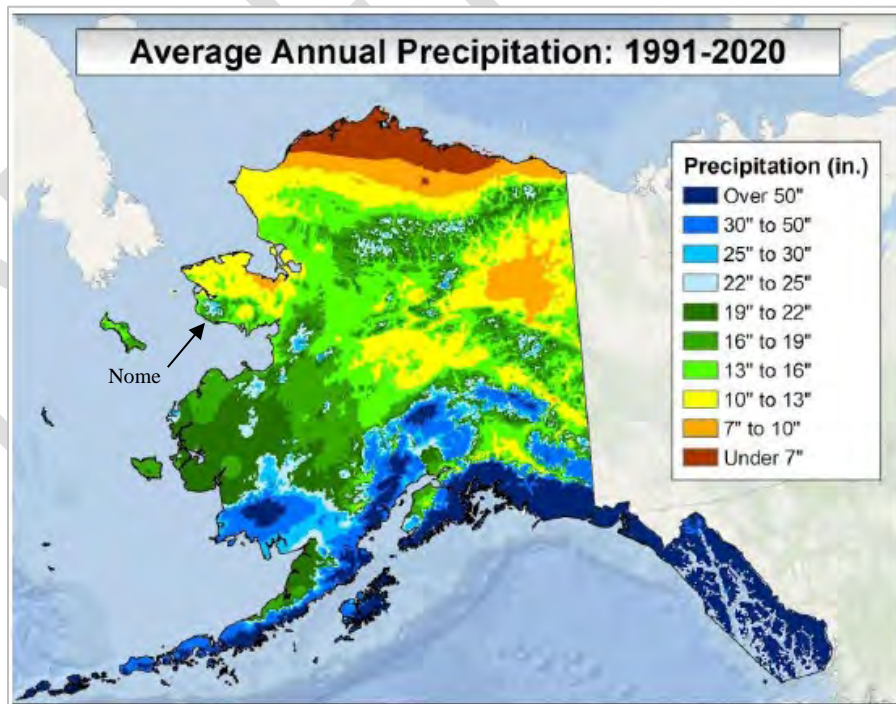 Average Annual Precipitation: 1991-2020
Precipitation (in.)
Over 50"
30" to 50"
25" to 30"
22" to 25"
19" to 22"
16" to 19"
13" to 16"
10" to 13"
7" to 10"
Under 7"
Nome